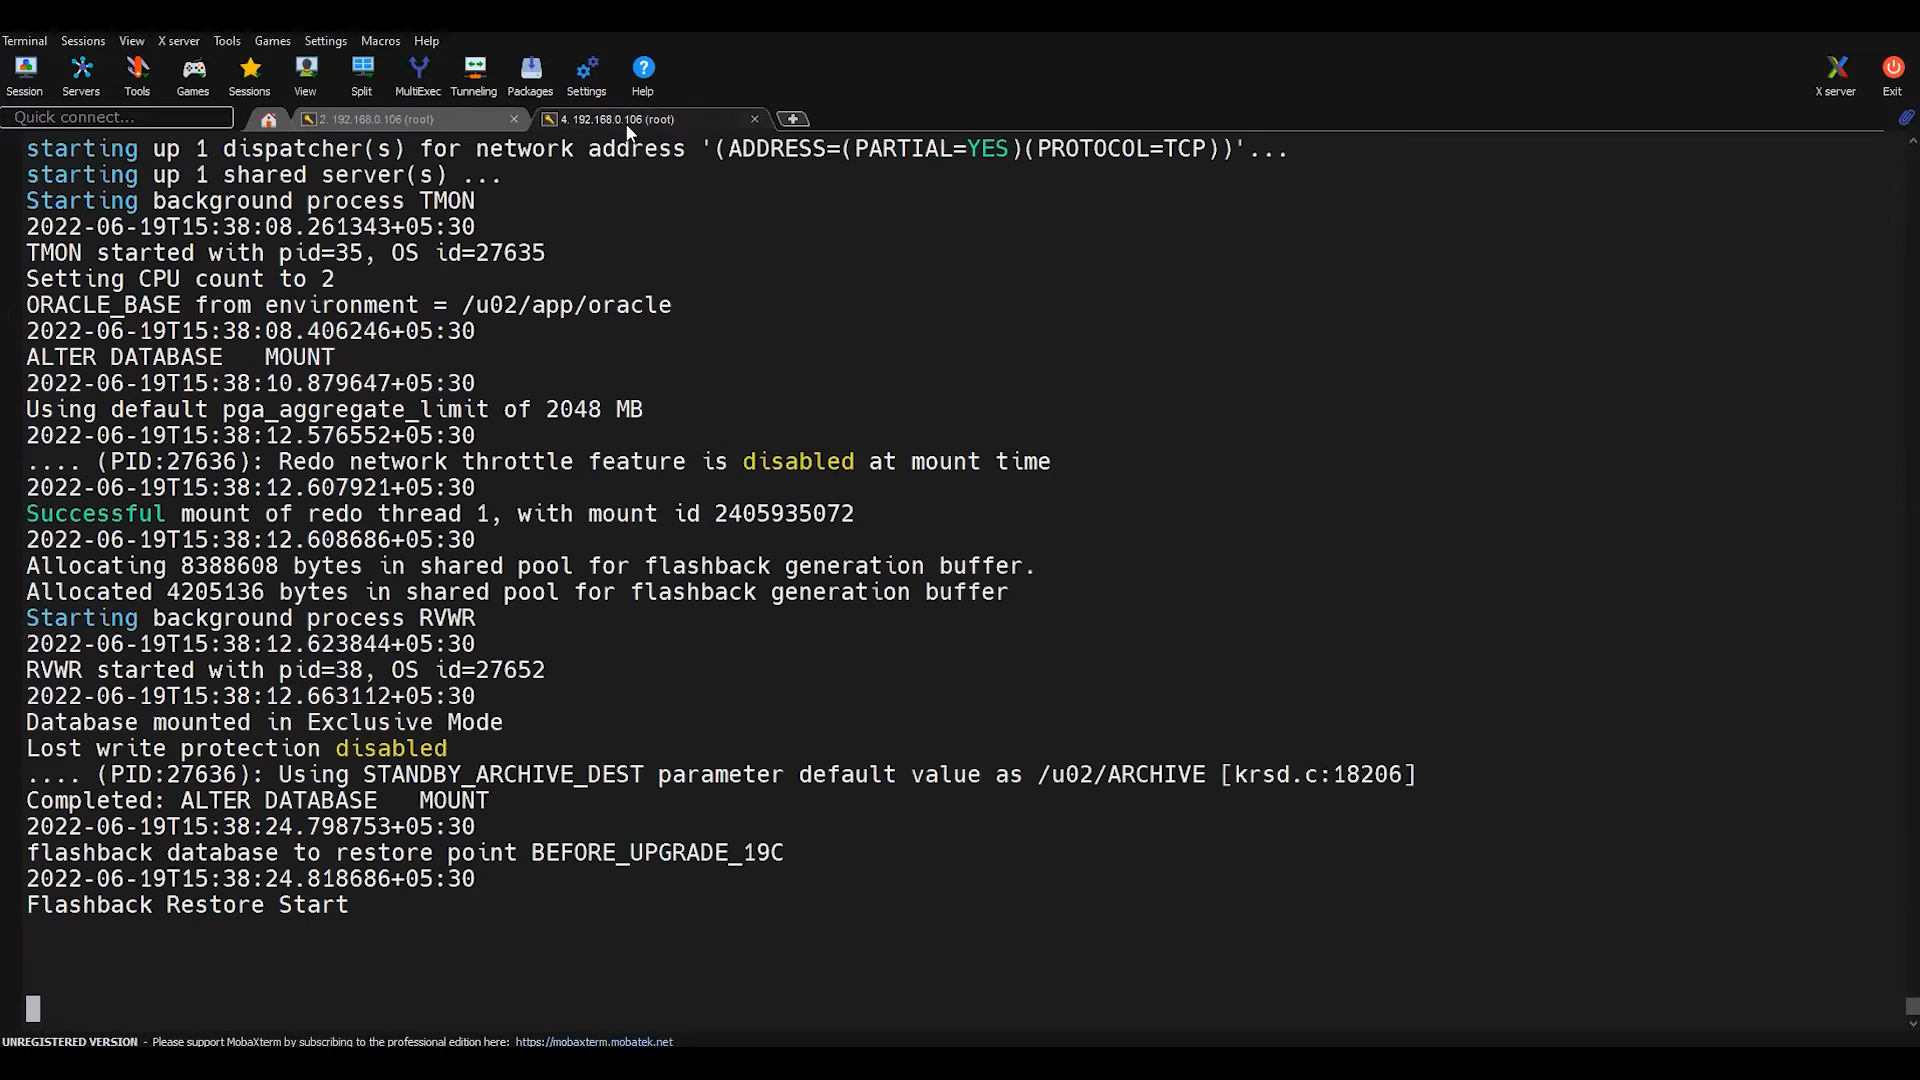 Terminal Sessions View X server Tools Games Settings Macros Help
Session Servers Tools Games Sessions View Split MultiExec Tunneling Packages Settings Help X server Exit
Quick connect... 2. 192.168.0.106 (root) 4. 192.168.0.106 (root)
starting up 1 dispatcher(s) for network address '(ADDRESS=(PARTIAL=YES)(PROTOCOL=TCP))'...
starting up 1 shared server(s) ...
Starting background process TMON
2022-06-19T15:38:08.261343+05:30
TMON started with pid=35, OS id=27635
Setting CPU count to 2
ORACLE_BASE from environment = /u02/app/oracle
2022-06-19T15:38:08.406246+05:30
ALTER DATABASE   MOUNT
2022-06-19T15:38:10.879647+05:30
Using default pga_aggregate_limit of 2048 MB
2022-06-19T15:38:12.576552+05:30
.... (PID:27636): Redo network throttle feature is disabled at mount time
2022-06-19T15:38:12.607921+05:30
Successful mount of redo thread 1, with mount id 2405935072
2022-06-19T15:38:12.608686+05:30
Allocating 8388608 bytes in shared pool for flashback generation buffer.
Allocated 4205136 bytes in shared pool for flashback generation buffer
Starting background process RVWR
2022-06-19T15:38:12.623844+05:30
RVWR started with pid=38, OS id=27652
2022-06-19T15:38:12.663112+05:30
Database mounted in Exclusive Mode
Lost write protection disabled
.... (PID:27636): Using STANDBY_ARCHIVE_DEST parameter default value as /u02/ARCHIVE [krsd.c:18206]
Completed: ALTER DATABASE   MOUNT
2022-06-19T15:38:24.798753+05:30
flashback database to restore point BEFORE_UPGRADE_19C
2022-06-19T15:38:24.818686+05:30
Flashback Restore Start
UNREGISTERED VERSION - Please support MobaXterm by subscribing to the professional edition here: https://mobaxterm.mobatek.net